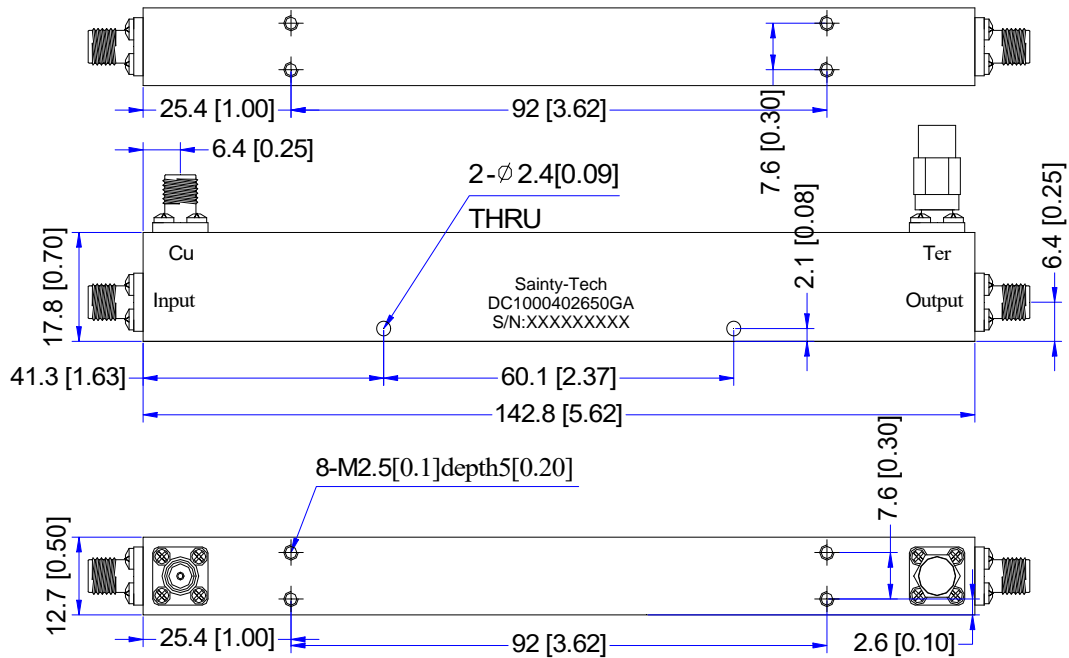 25.4 [1.00]
92 [3.62]
7.6 [0.30]
6.4 [0.25]
2-Ø 2.4[0.09]
THRU
2.1 [0.08]
6.4 [0.25]
17.8 [0.70]
Cu
Ter
Input
Output
Sainty-Tech
DC1000402650GA
S/N:XXXXXXXXX
41.3 [1.63]
60.1 [2.37]
142.8 [5.62]
8-M2.5[0.1]depth5[0.20]
7.6 [0.30]
12.7 [0.50]
25.4 [1.00]
92 [3.62]
2.6 [0.10]